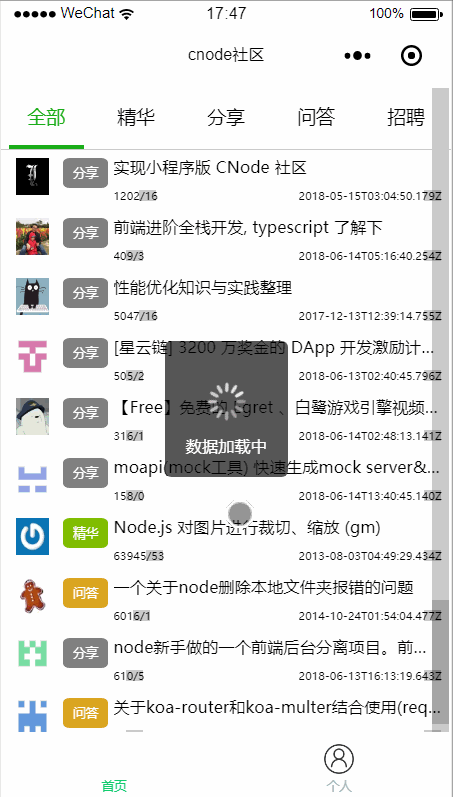 WeChat 17:47 100%
cnode社区
全部 精华 分享 问答 招聘
分享 实现小程序版 CNode 社区
1202/16 2018-05-15T03:04:50.179Z
分享 前端进阶全栈开发, typescript 了解下
409/3 2018-06-14T05:16:40.254Z
分享 性能优化知识与实践整理
5047/16 2017-12-13T12:39:14.755Z
分享 [星云链] 3200 万奖金的 DApp 开发激励计...
505/2 2018-06-13T02:40:45.796Z
分享 【Free】免费的 Egret 、白鹭游戏引擎视频...
316/1 2018-06-14T02:48:13.141Z
分享 moapi(mock工具) 快速生成mock server&...
158/0 2018-06-14T13:40:45.140Z
数据加载中
精华 Node.js 对图片进行裁切、缩放 (gm)
63945/53 2013-08-03T04:49:29.434Z
问答 一个关于node删除本地文件夹报错的问题
6016/1 2014-10-24T01:54:04.477Z
分享 node新手做的一个前端后台分离项目。前...
610/5 2018-06-13T16:13:19.643Z
问答 关于koa-router和koa-multer结合使用(req...
首页 个人